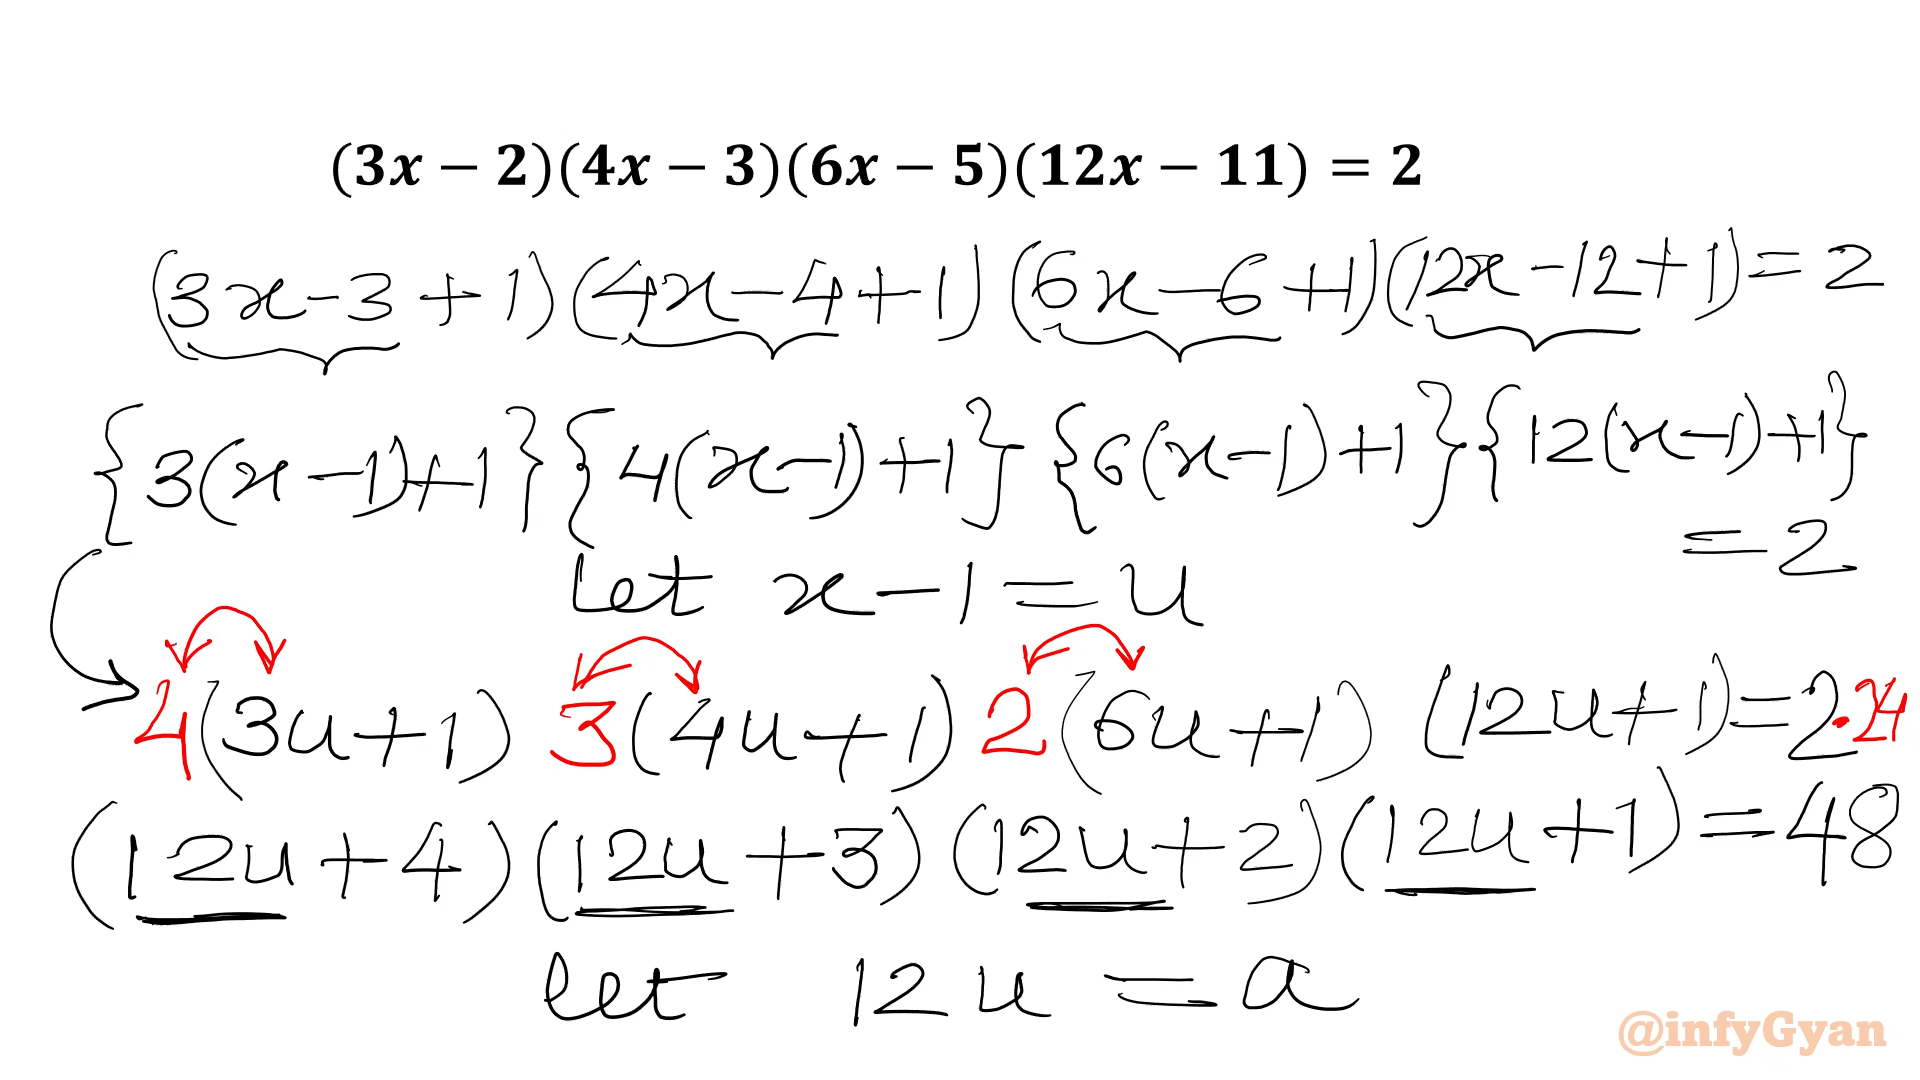 (3x − 2)(4x − 3)(6x − 5)(12x − 11) = 2
(3x-3+1)(4x-4+1)(6x-6+1)(12x-12+1)=2
{3(x-1)+1}{4(x-1)+1}{6(x-1)+1}{12(x-1)+1}
=2
let x-1=u
4(3u+1) 3(4u+1) 2(6u+1) (12u+1)=2·24
(12u+4)(12u+3)(12u+2)(12u+1)=48
let 12u=a
@infyGyan